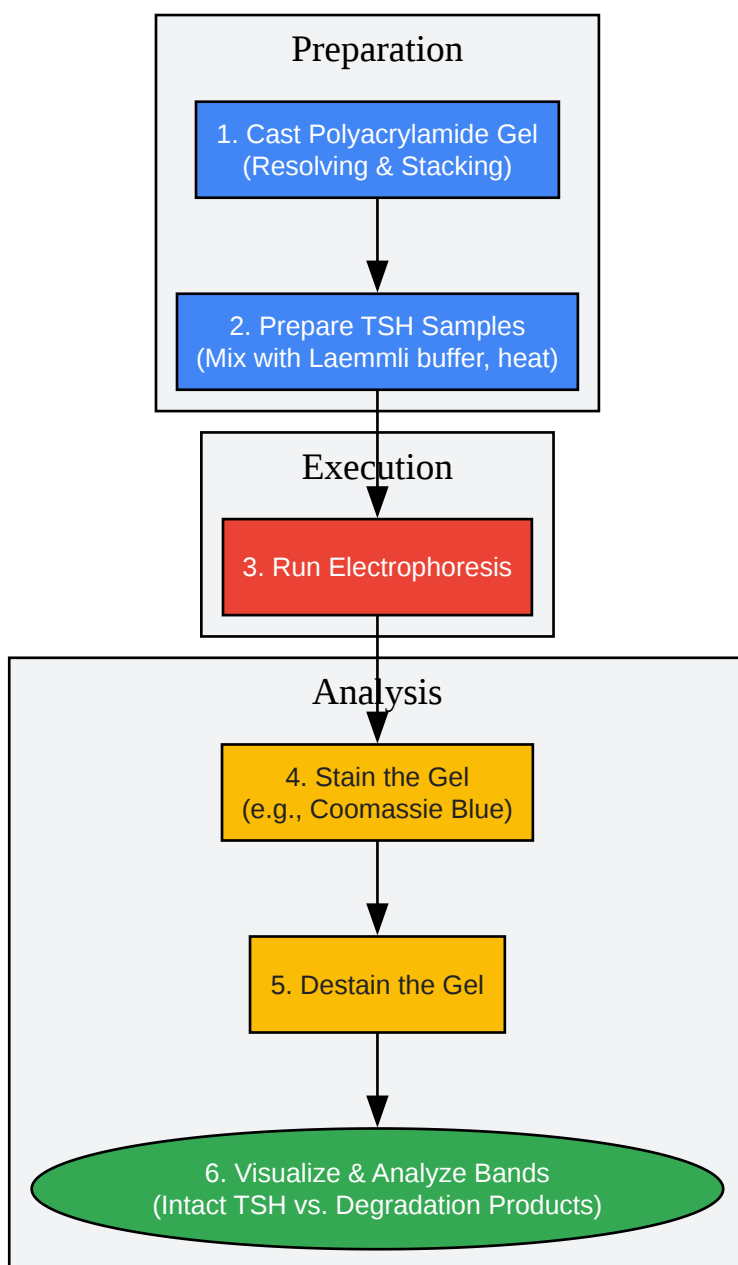 Preparation
1. Cast Polyacrylamide Gel
(Resolving & Stacking)
2. Prepare TSH Samples
(Mix with Laemmli buffer, heat)
Execution
3. Run Electrophoresis
Analysis
4. Stain the Gel
(e.g., Coomassie Blue)
5. Destain the Gel
6. Visualize & Analyze Bands
(Intact TSH vs. Degradation Products)